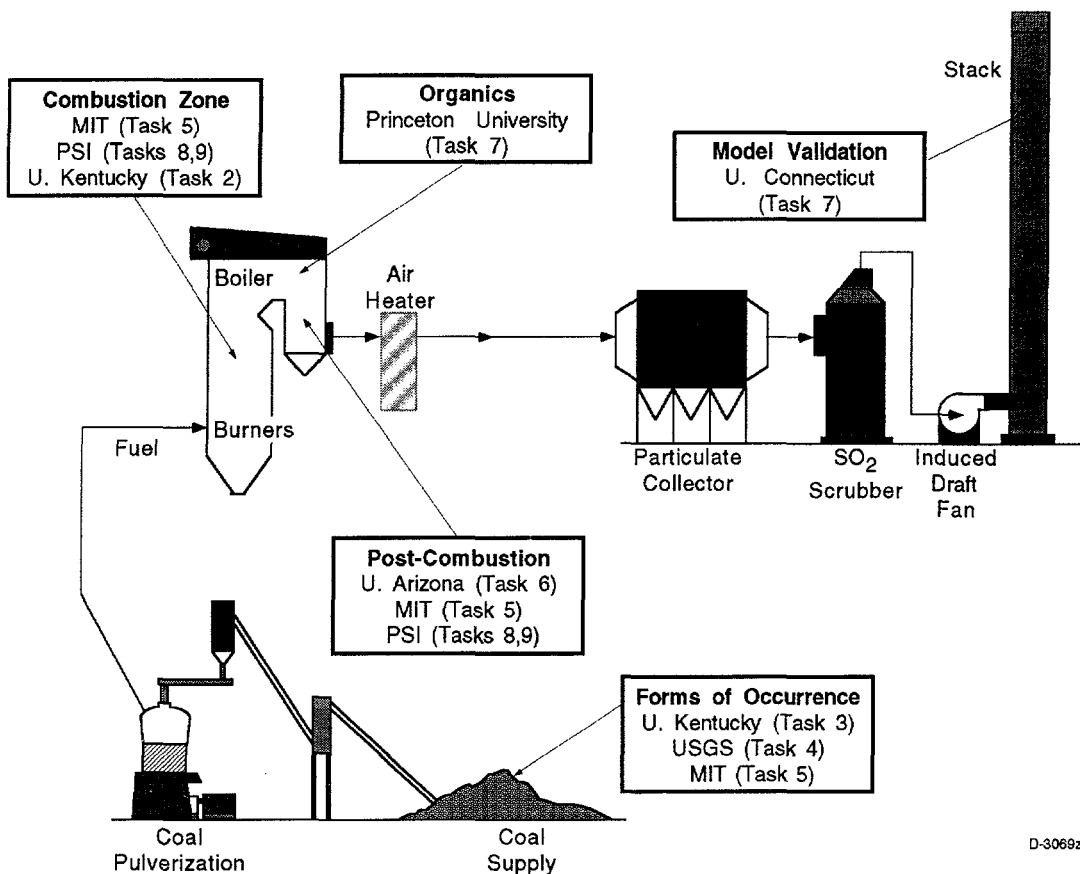 Stack
Combustion Zone
MIT (Task 5)
PSI (Tasks 8,9)
U. Kentucky (Task 2)
Organics
Princeton University
(Task 7)
Model Validation
U. Connecticut
(Task 7)
Boiler
Air
Heater
Burners
Fuel
Particulate
Collector
SO₂
Scrubber
Induced
Draft
Fan
Post-Combustion
U. Arizona (Task 6)
MIT (Task 5)
PSI (Tasks 8,9)
Forms of Occurrence
U. Kentucky (Task 3)
USGS (Task 4)
MIT (Task 5)
Coal
Pulverization
Coal
Supply
D-3069z